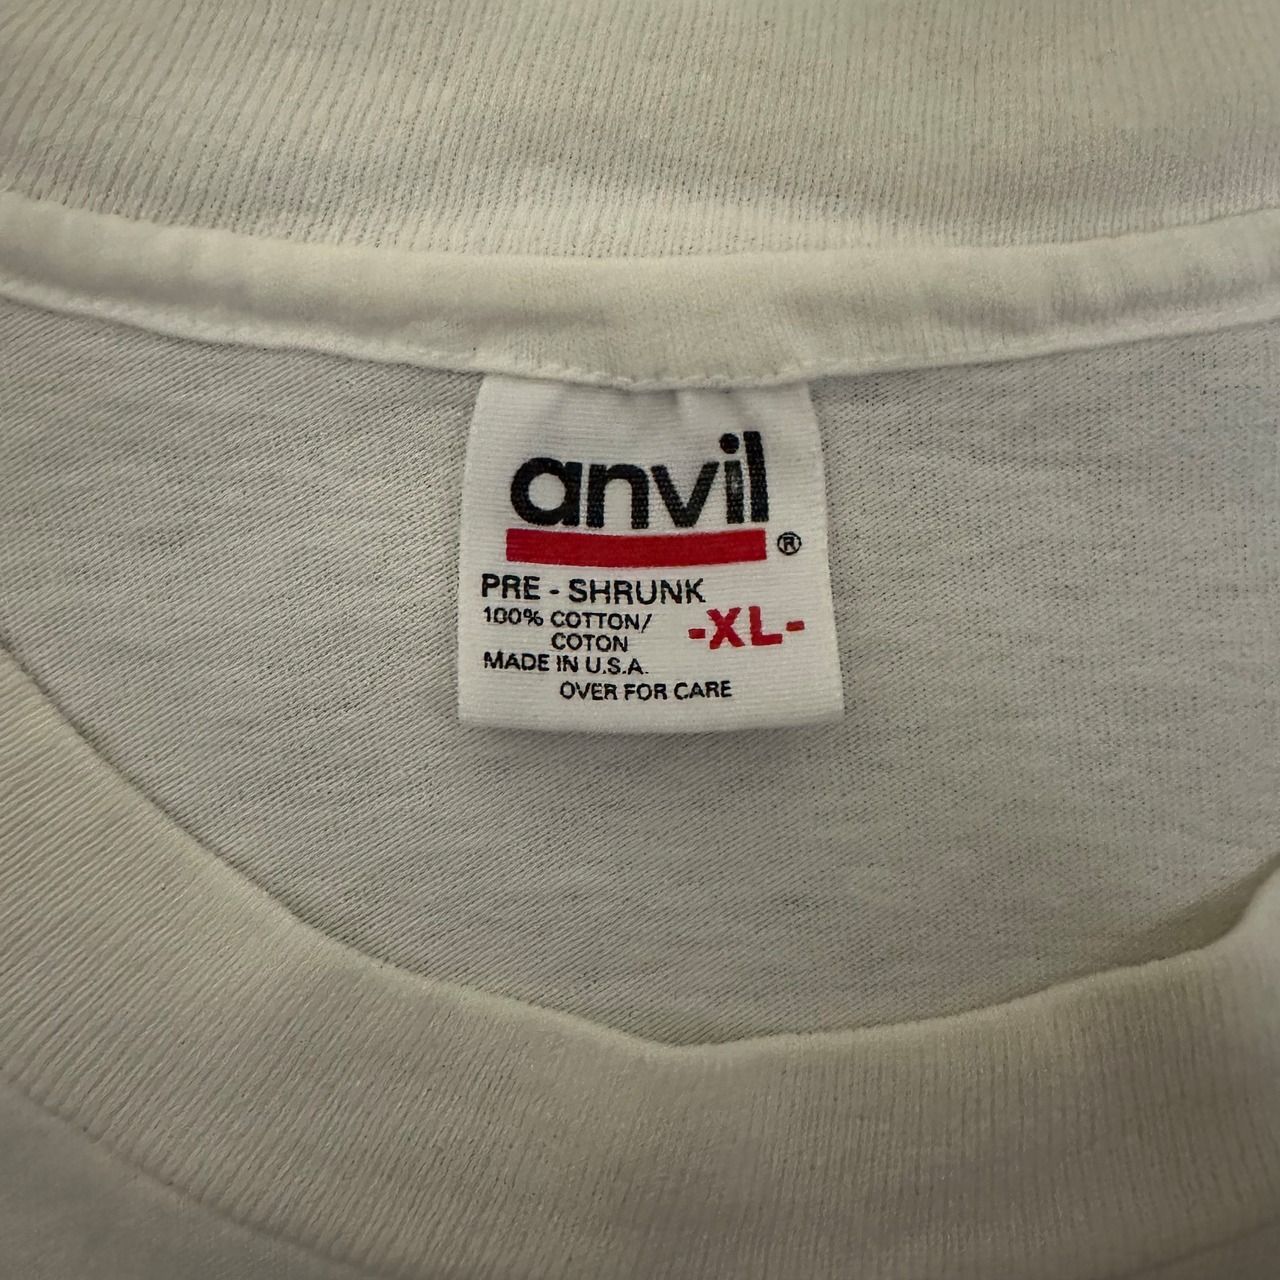 anvil®
PRE - SHRUNK
100% COTTON/
COTON
-XL-
MADE IN U.S.A.
OVER FOR CARE